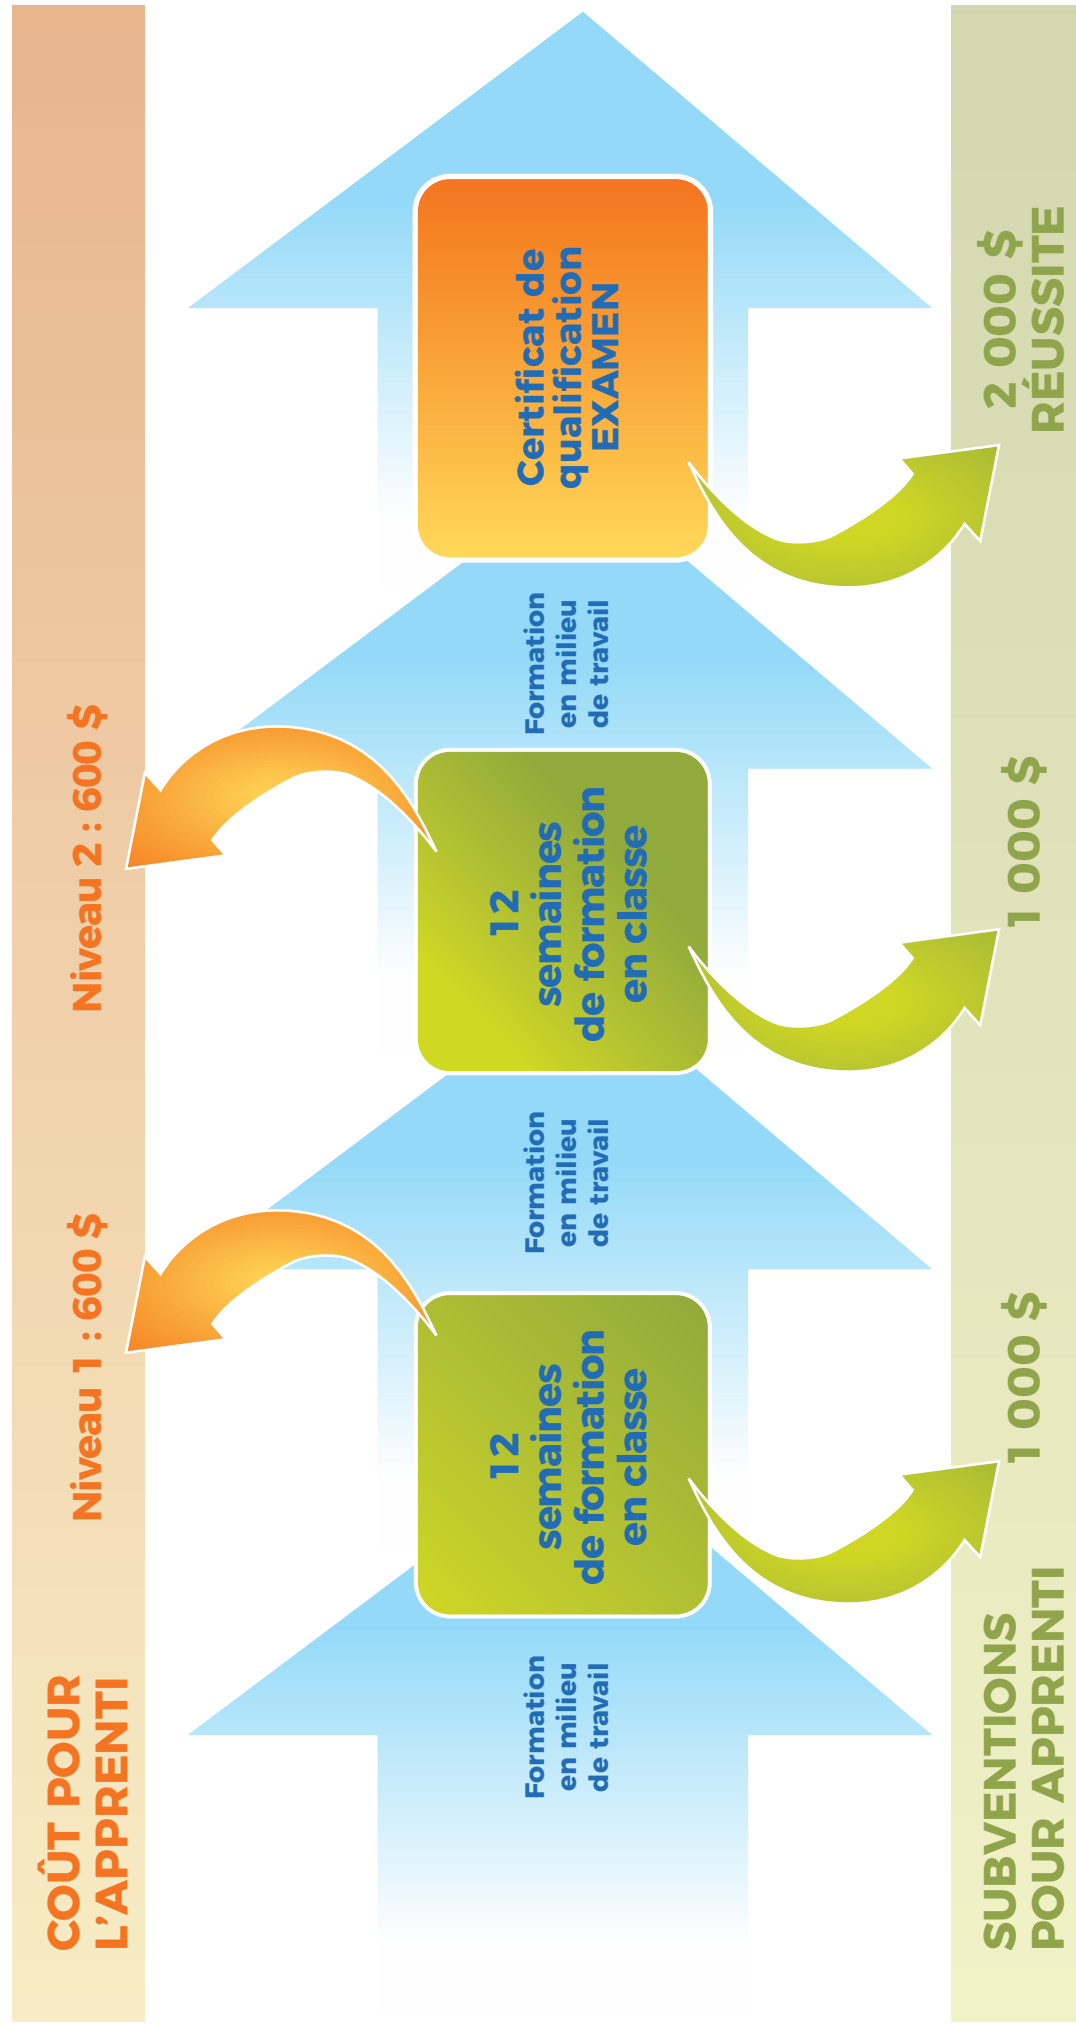 COÛT POUR
L'APPRENTI
Niveau 1 : 600 $
Niveau 2 : 600 $
Formation
en milieu
de travail
12
semaines
de formation
en classe
Formation
en milieu
de travail
12
semaines
de formation
en classe
Formation
en milieu
de travail
Certificat de
qualification
EXAMEN
SUBVENTIONS
POUR APPRENTI
1 000 $
1 000 $
2 000 $
RÉUSSITE